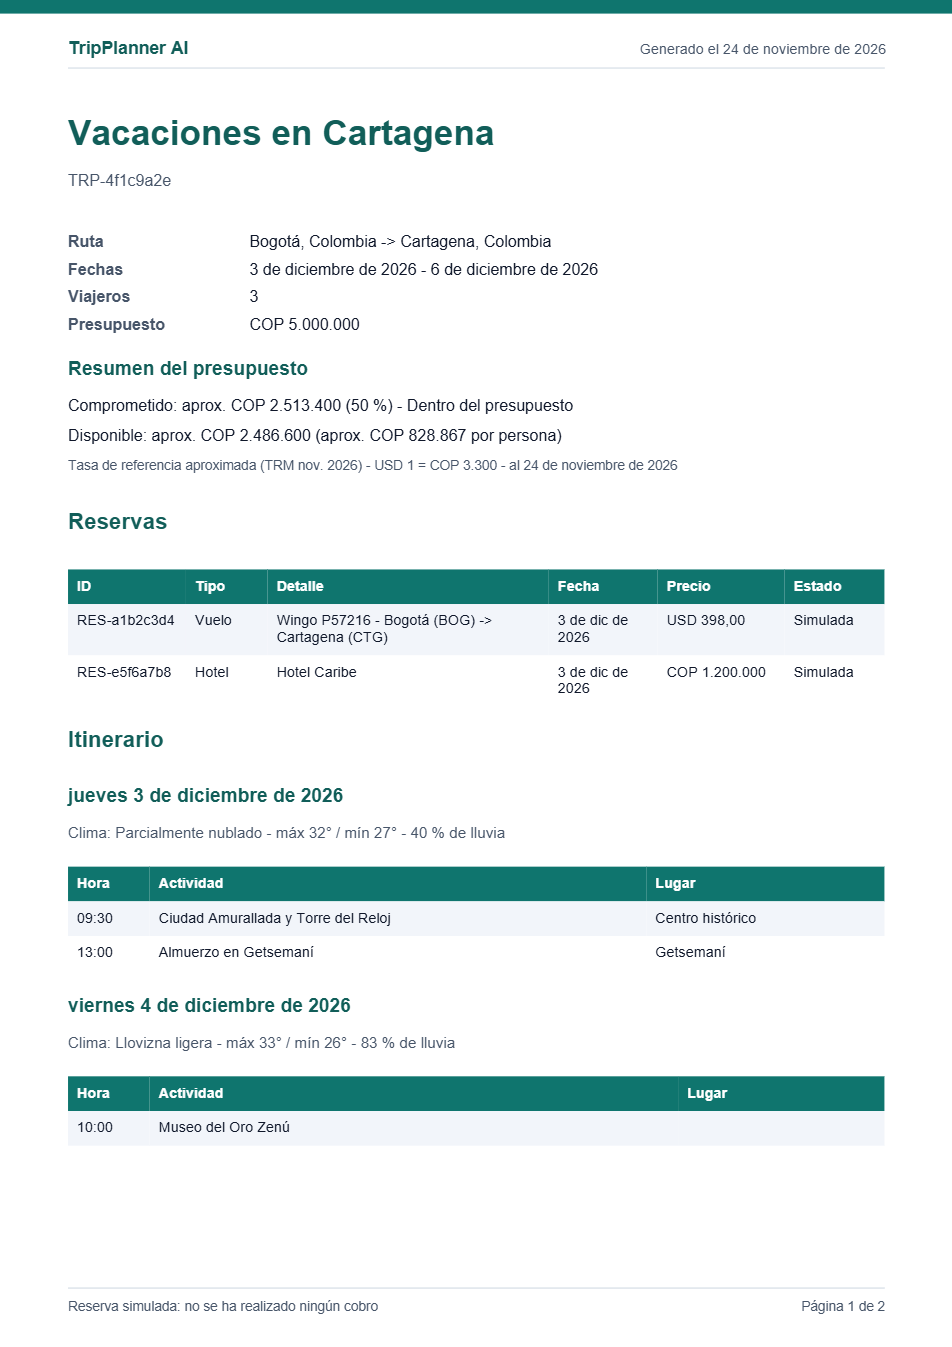 TripPlanner AI
Generado el 24 de noviembre de 2026
Vacaciones en Cartagena
TRP-4f1c9a2e
Ruta Bogotá, Colombia -> Cartagena, Colombia
Fechas 3 de diciembre de 2026 - 6 de diciembre de 2026
Viajeros 3
Presupuesto COP 5.000.000
Resumen del presupuesto
Comprometido: aprox. COP 2.513.400 (50 %) - Dentro del presupuesto
Disponible: aprox. COP 2.486.600 (aprox. COP 828.867 por persona)
Tasa de referencia aproximada (TRM nov. 2026) - USD 1 = COP 3.300 - al 24 de noviembre de 2026
Reservas
ID Tipo Detalle Fecha Precio Estado
RES-a1b2c3d4 Vuelo Wingo P57216 - Bogotá (BOG) -> 3 de dic de USD 398,00 Simulada
Cartagena (CTG) 2026
RES-e5f6a7b8 Hotel Hotel Caribe 3 de dic de COP 1.200.000 Simulada
2026
Itinerario
jueves 3 de diciembre de 2026
Clima: Parcialmente nublado - máx 32° / mín 27° - 40 % de lluvia
Hora Actividad Lugar
09:30 Ciudad Amurallada y Torre del Reloj Centro histórico
13:00 Almuerzo en Getsemaní Getsemaní
viernes 4 de diciembre de 2026
Clima: Llovizna ligera - máx 33° / mín 26° - 83 % de lluvia
Hora Actividad Lugar
10:00 Museo del Oro Zenú
Reserva simulada: no se ha realizado ningún cobro
Página 1 de 2